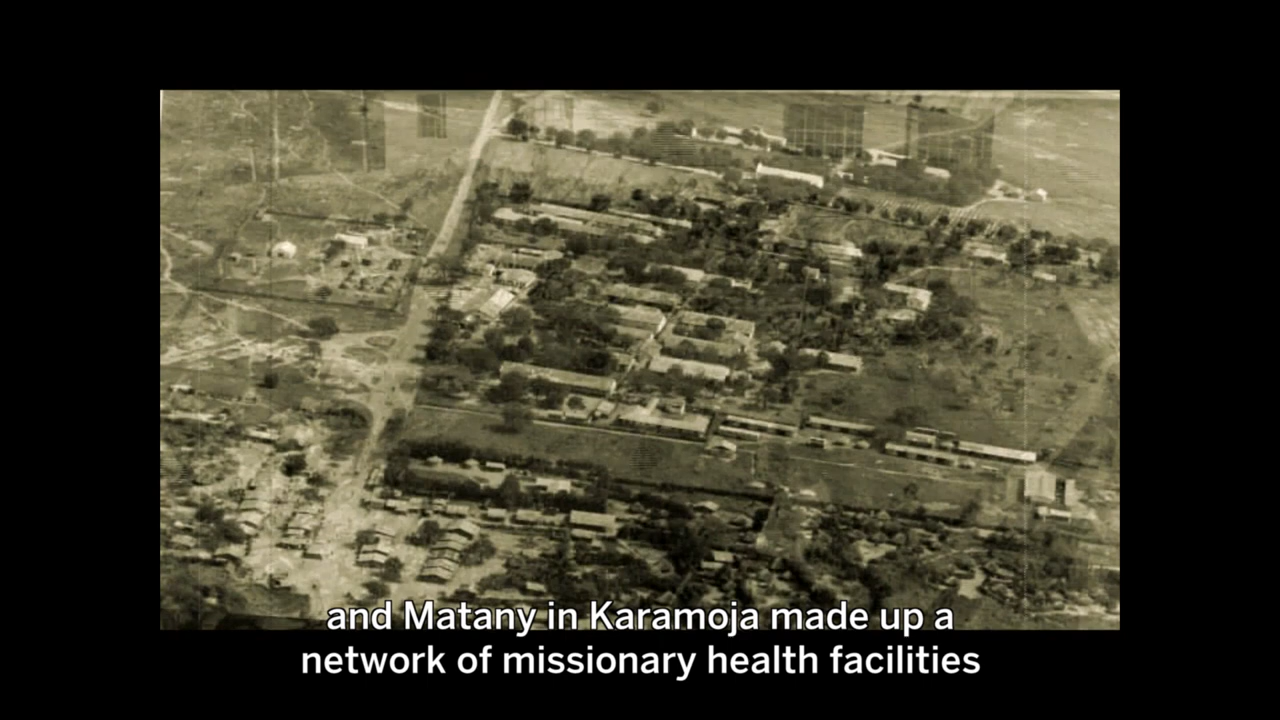 and Matany in Karamoja made up a
network of missionary health facilities